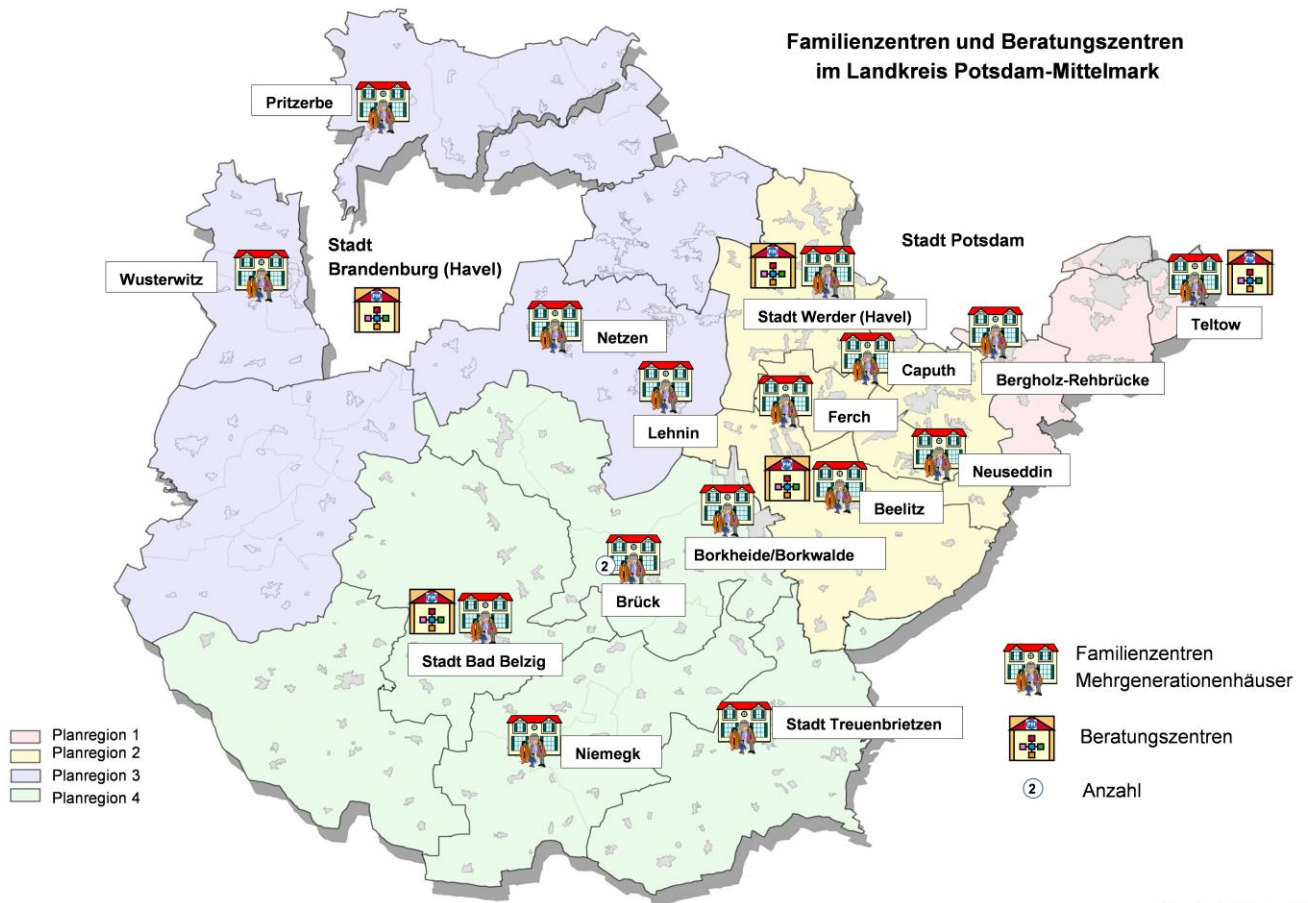 Familienzentren und Beratungszentren
im Landkreis Potsdam-Mittelmark
Pritzerbe
Wusterwitz
Stadt
Brandenburg (Havel)
Stadt Potsdam
Netzen
Stadt Werder (Havel)
Teltow
Caputh
Bergholz-Rehbrücke
Lehnin
Ferch
Neuseddin
Beelitz
Borkheide/Borkwalde
2
Brück
Stadt Bad Belzig
Niemegk
Stadt Treuenbrietzen
Familienzentren
Mehrgenerationenhäuser
Beratungszentren
2 Anzahl
Planregion 1
Planregion 2
Planregion 3
Planregion 4